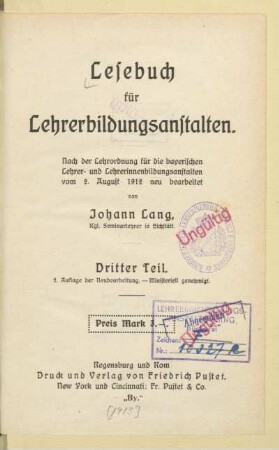 Lesebuch
für
Lehrerbildungsanstalten.
Nach der Lehrordnung für die bayerischen
Lehrer- und Lehrerinnenbildungsanstalten
vom 2. August 1912 neu bearbeitet
von
Johann Lang,
Kgl. Seminarlehrer in Eichstätt.
Ungültig
Dritter Teil.
1. Auflage der Neubearbeitung. — Ministeriell genehmigt.
Preis Mark 3.
Zeichen:
Regensburg und Rom
Druck und Verlag von Friedrich Pustet.
New York und Cincinnati: Fr. Pustet & Co.
„By.“
[1913]